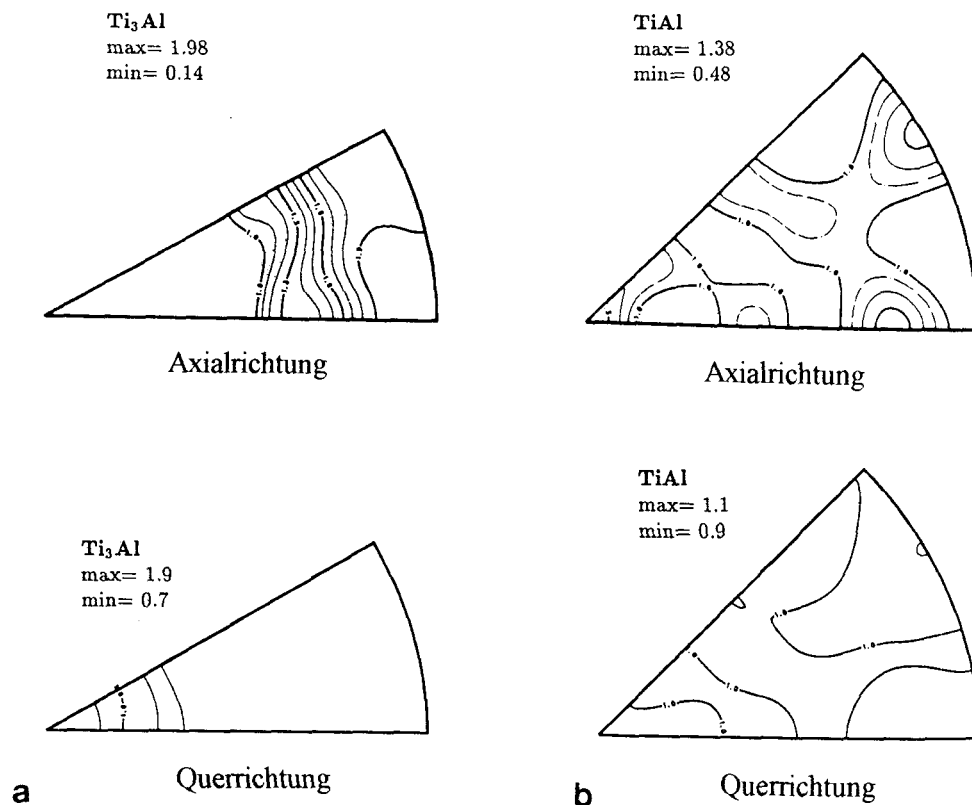 Ti₃Al
max= 1.98
min= 0.14
Axialrichtung
TiAl
max= 1.38
min= 0.48
Axialrichtung
Ti₃Al
max= 1.9
min= 0.7
Querrichtung
a
TiAl
max= 1.1
min= 0.9
Querrichtung
b